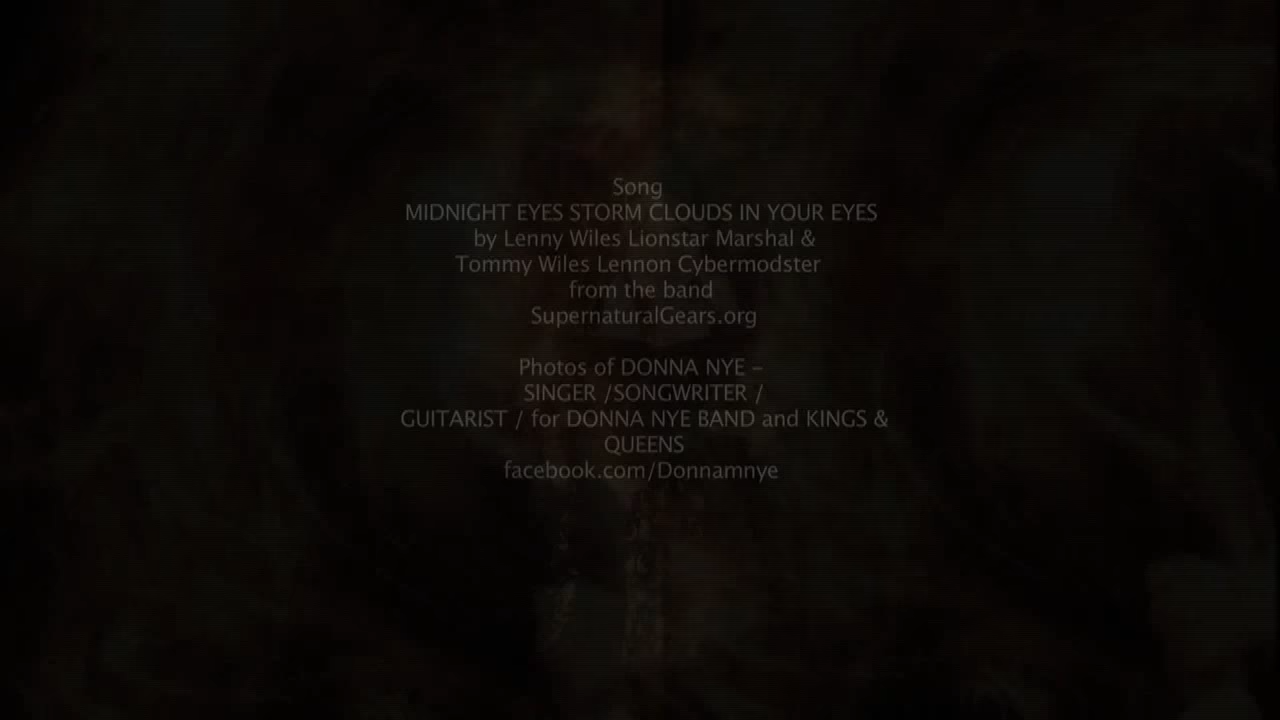 Song
MIDNIGHT EYES STORM CLOUDS IN YOUR EYES
by Lenny Wiles Lionstar Marshal &
Tommy Wiles Lennon Cybermodster
from the band
SupernaturalGears.org
Photos of DONNA NYE –
SINGER /SONGWRITER /
GUITARIST / for DONNA NYE BAND and KINGS &
QUEENS
facebook.com/Donnamnye